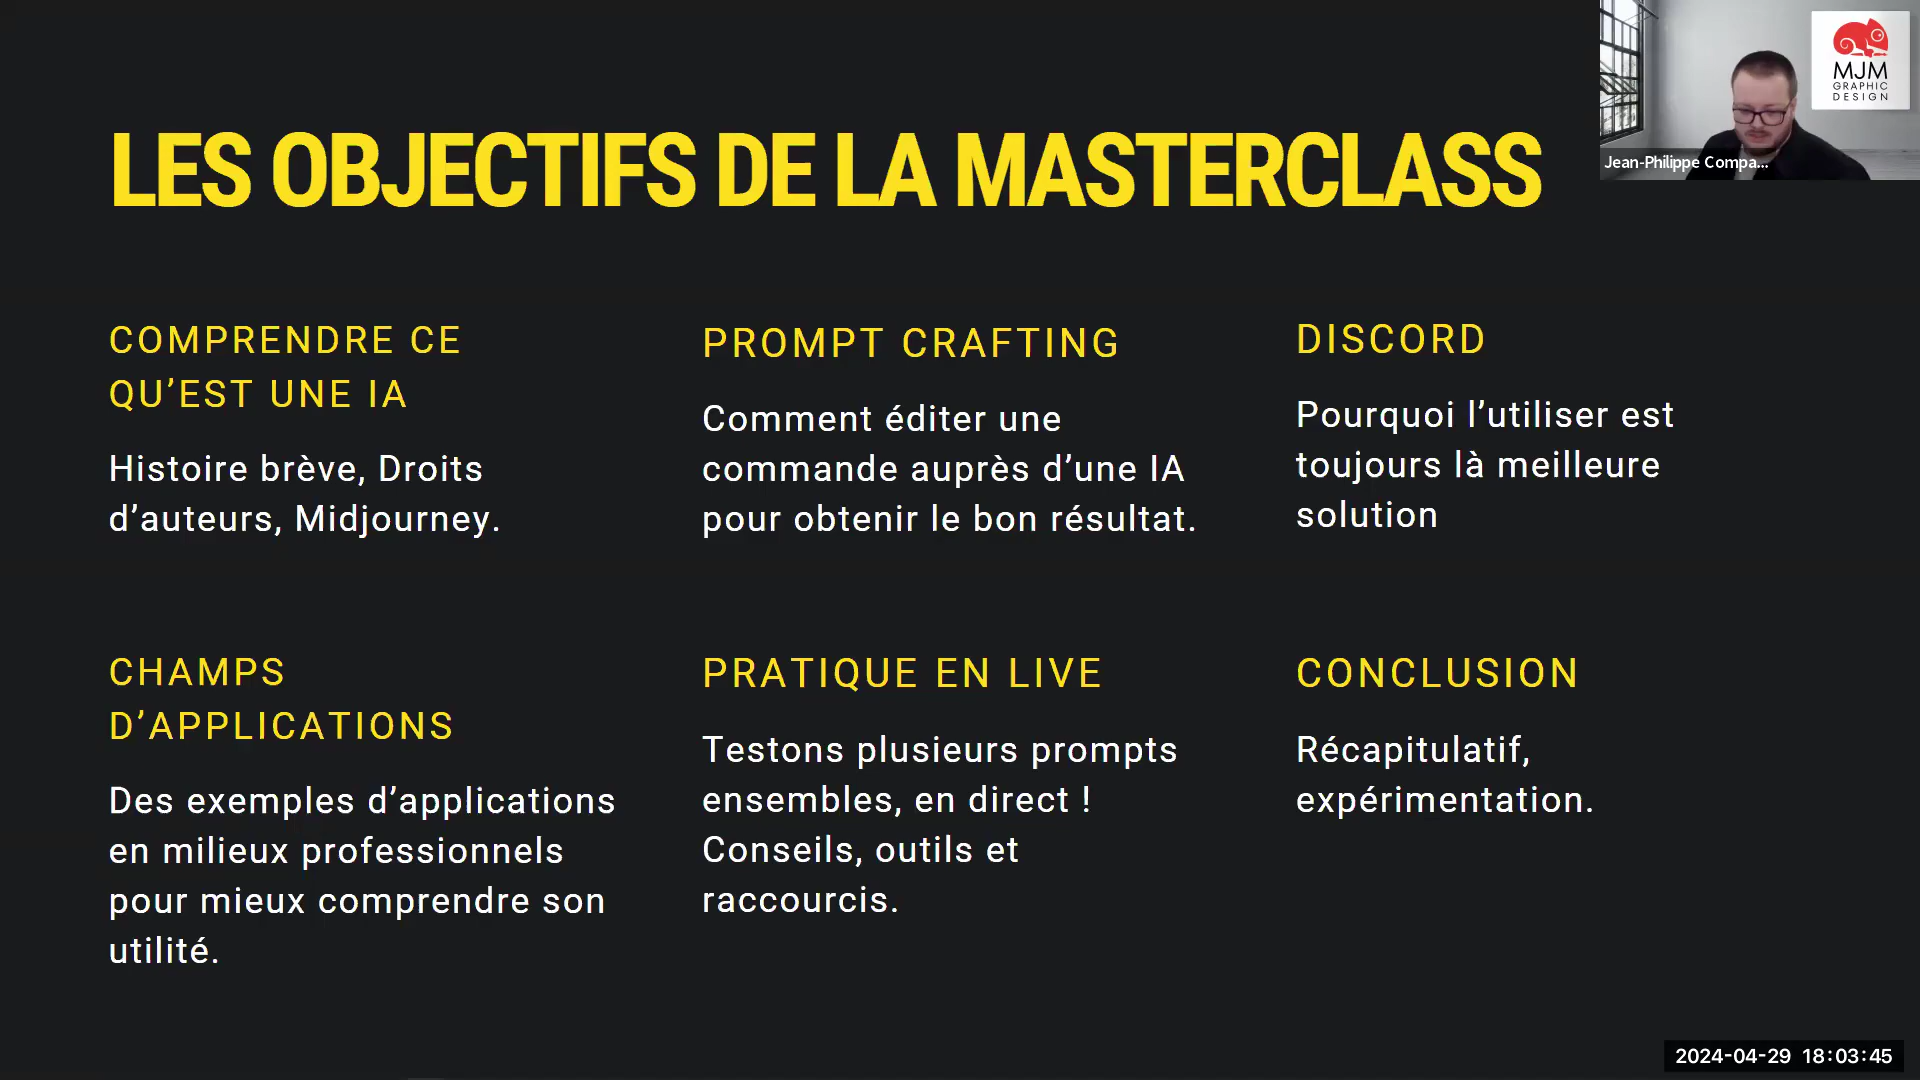 LES OBJECTIFS DE LA MASTERCLASS
MJM
GRAPHIC
DESIGN
Jean-Philippe Compa...
COMPRENDRE CE
QU’EST UNE IA
Histoire brève, Droits
d’auteurs, Midjourney.
PROMPT CRAFTING
Comment éditer une
commande auprès d’une IA
pour obtenir le bon résultat.
DISCORD
Pourquoi l’utiliser est
toujours là meilleure
solution
CHAMPS
D’APPLICATIONS
Des exemples d’applications
en milieux professionnels
pour mieux comprendre son
utilité.
PRATIQUE EN LIVE
Testons plusieurs prompts
ensembles, en direct !
Conseils, outils et
raccourcis.
CONCLUSION
Récapitulatif,
expérimentation.
2024-04-29 18:03:45